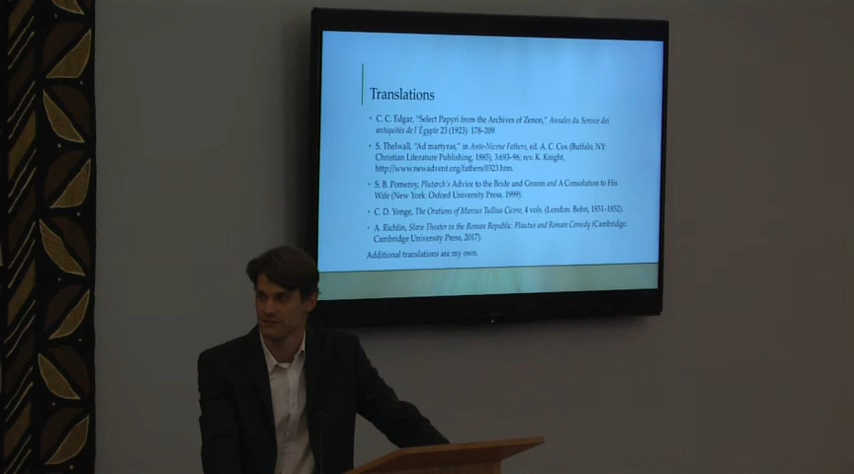 Translations
• C. C. Edgar, "Select Papyri from the Archives of Zenon," Annales du Service des
antiquités de l'Égypte 23 (1923): 178–209
• S. Thelwall, "Ad martyras," in Ante-Nicene Fathers, ed. A. C. Cox (Buffalo, NY:
Christian Literature Publishing, 1885), 3:693–96; rev. K. Knight,
http://www.newadvent.org/fathers/0323.htm.
• S. B. Pomeroy, Plutarch's Advice to the Bride and Groom and A Consolation to His
Wife (New York: Oxford University Press, 1999).
• C. D. Yonge, The Orations of Marcus Tullius Cicero, 4 vols. (London: Bohn, 1851–1852).
• A. Richlin, Slave Theater in the Roman Republic: Plautus and Roman Comedy (Cambridge:
Cambridge University Press, 2017).
Additional translations are my own.